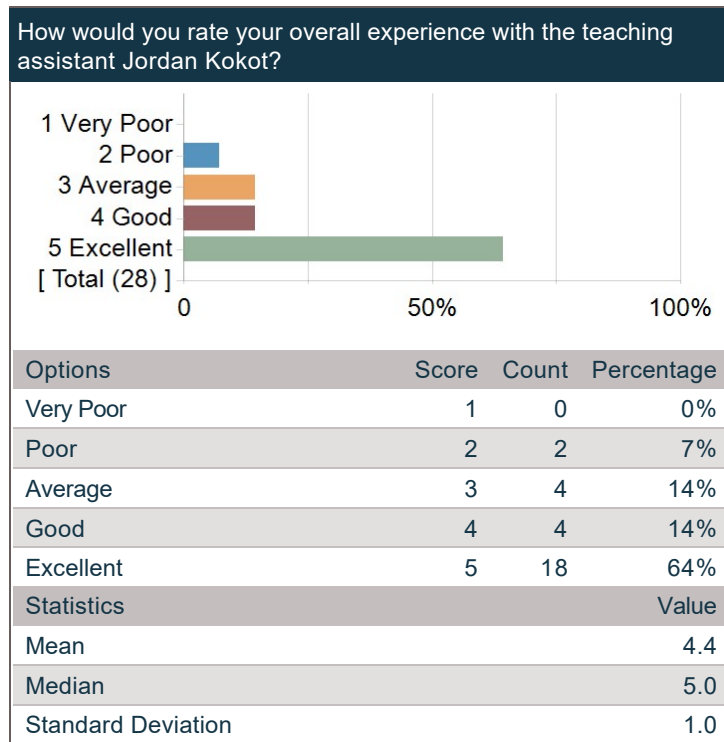 How would you rate your overall experience with the teaching
assistant Jordan Kokot?
1 Very Poor
2 Poor
3 Average
4 Good
5 Excellent
[ Total (28) ]
0 50% 100%
Options Score Count Percentage
Very Poor 1 0 0%
Poor 2 2 7%
Average 3 4 14%
Good 4 4 14%
Excellent 5 18 64%
Statistics Value
Mean 4.4
Median 5.0
Standard Deviation 1.0